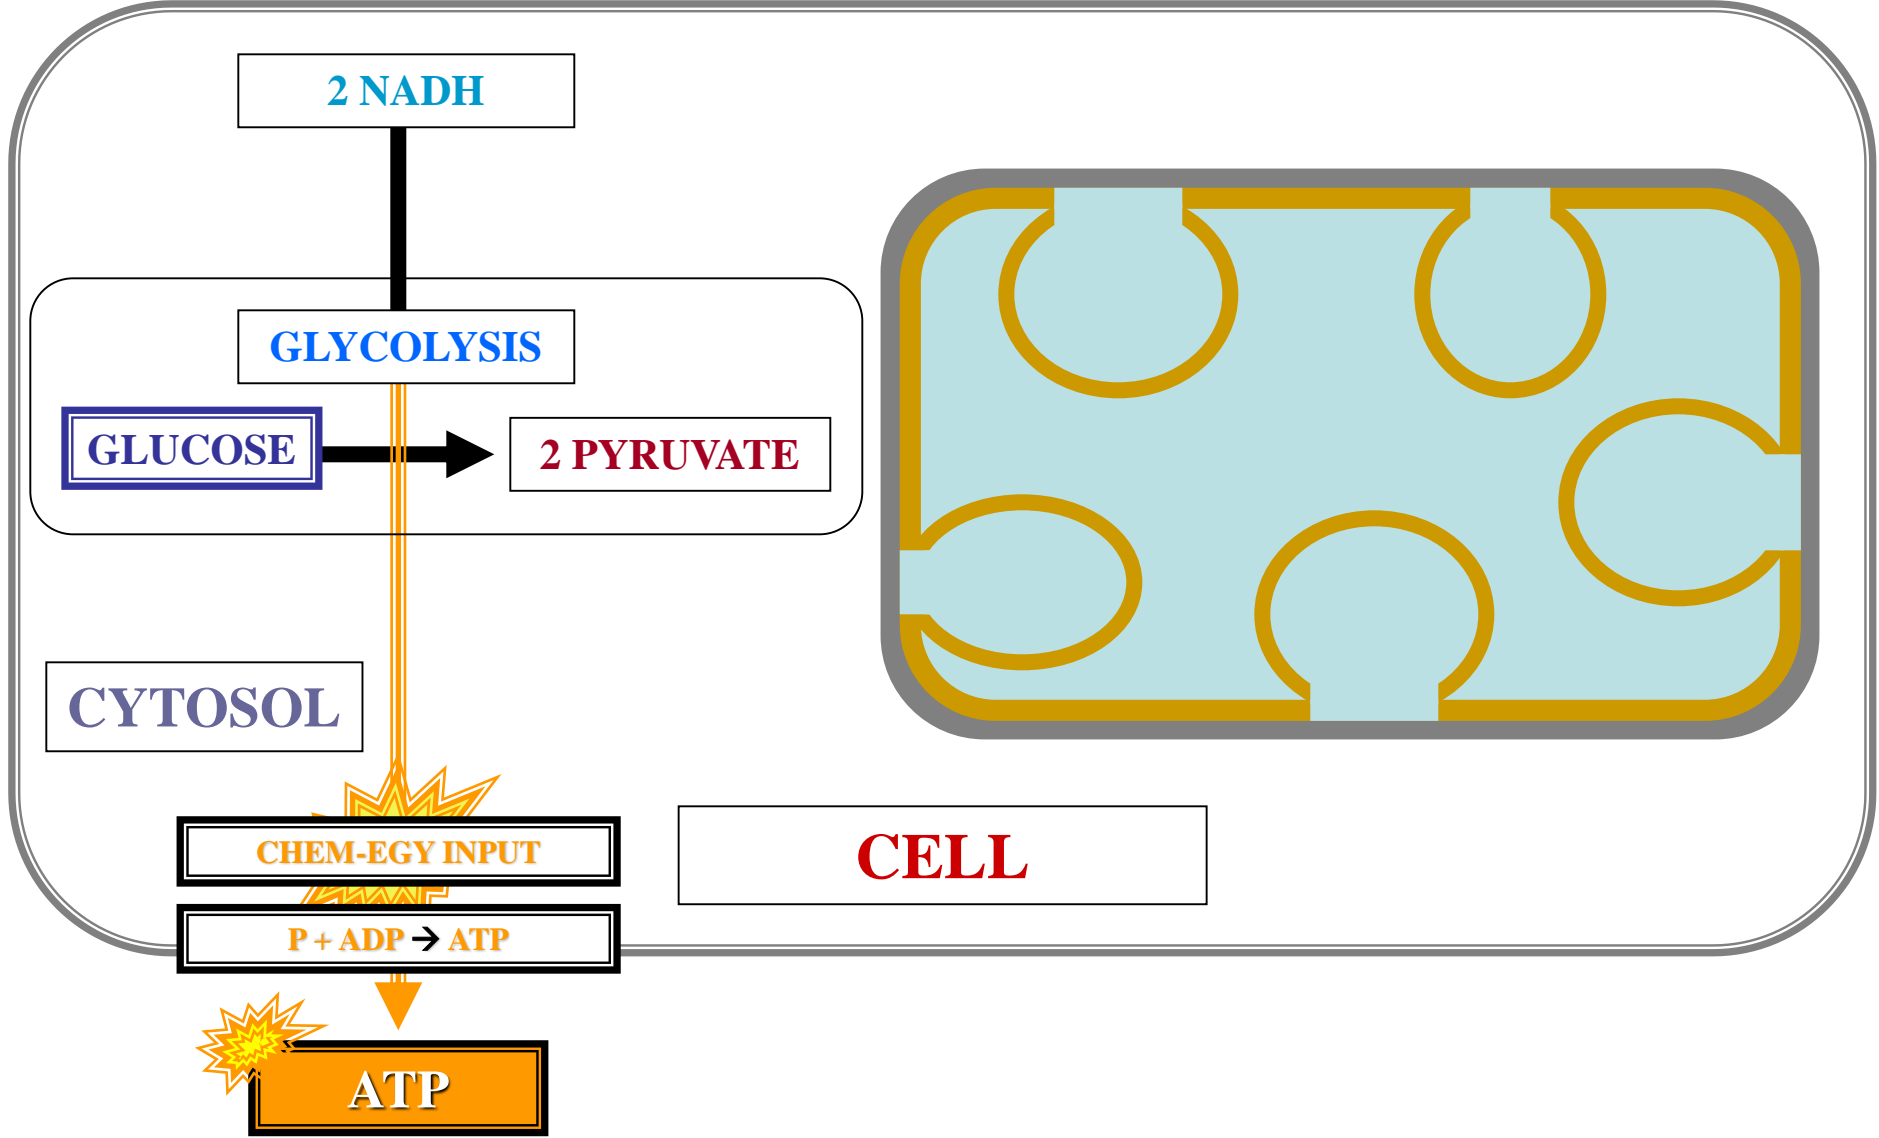 2 NADH
GLYCOLYSIS
GLUCOSE
2 PYRUVATE
CYTOSOL
CHEM-EGY INPUT
CELL
P + ADP → ATP
ATP